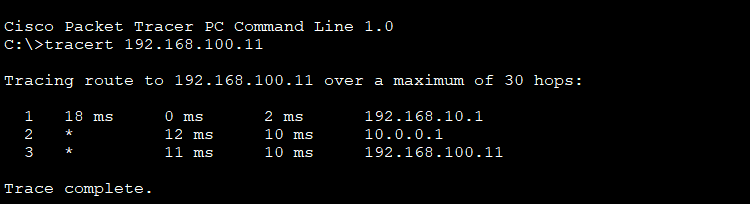 Cisco Packet Tracer PC Command Line 1.0
C:\>tracert 192.168.100.11
Tracing route to 192.168.100.11 over a maximum of 30 hops:
1 18 ms 0 ms 2 ms 192.168.10.1
2 * 12 ms 10 ms 10.0.0.1
3 * 11 ms 10 ms 192.168.100.11
Trace complete.